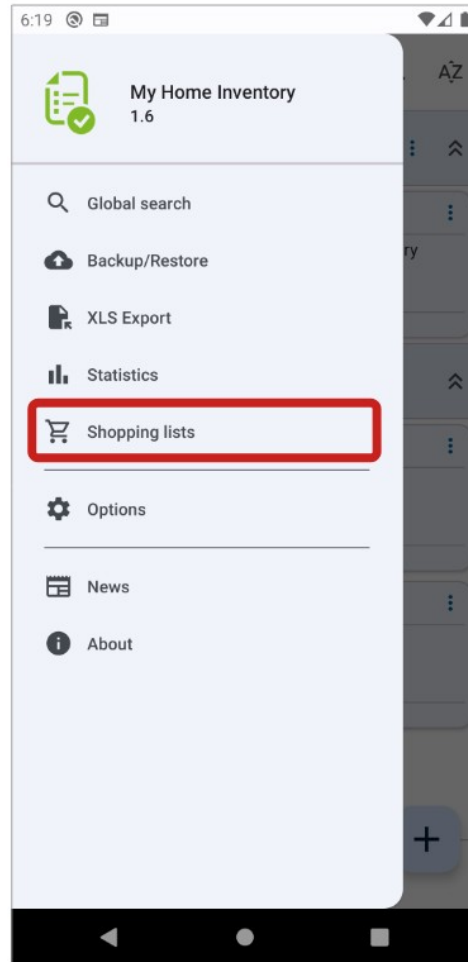 6:19
My Home Inventory
1.6
AZ
Global search
ry
Backup/Restore
XLS Export
Statistics
Shopping lists
Options
News
About